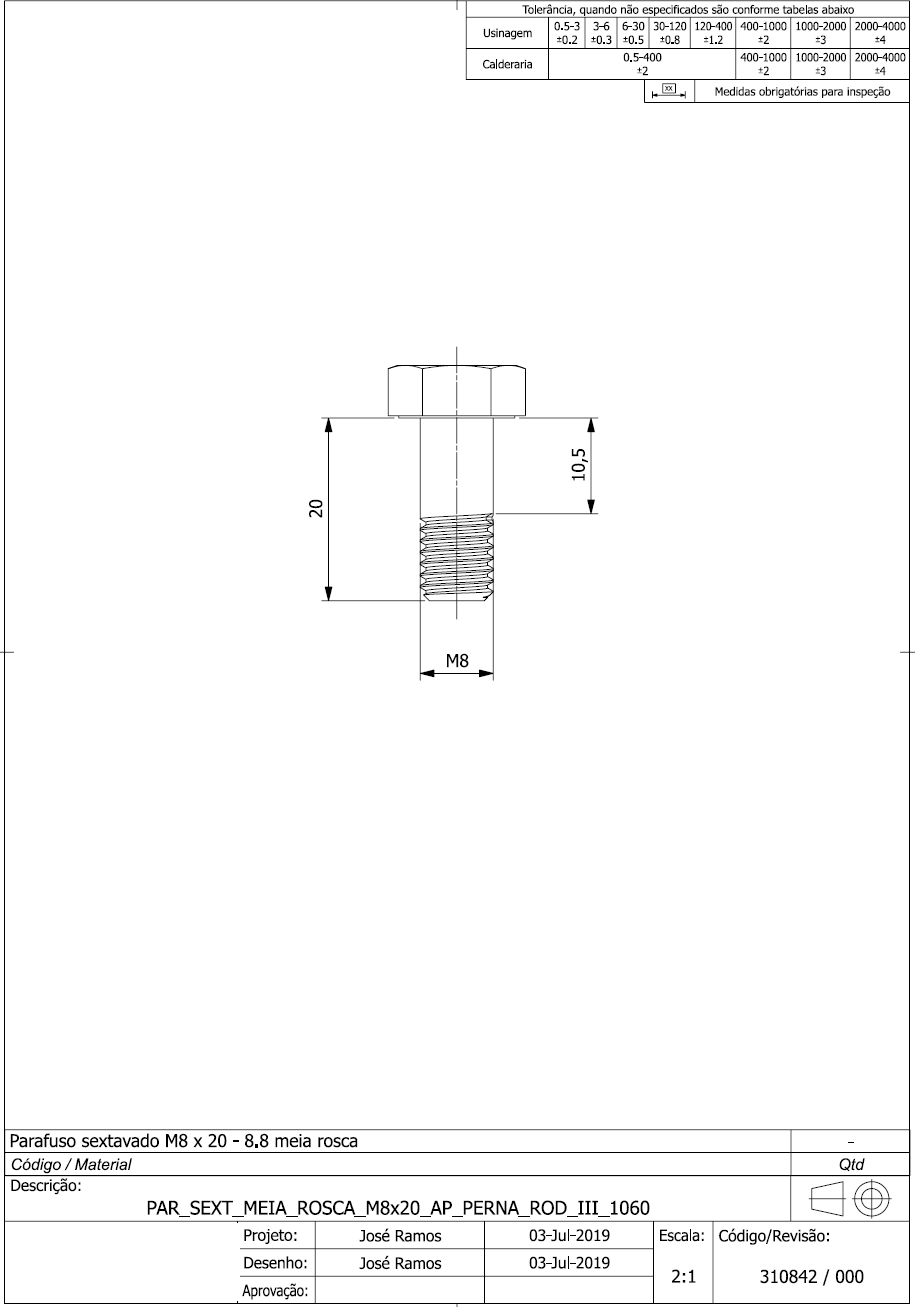 Tolerância, quando não especificados são conforme tabelas abaixo
Usinagem 0.5-3 3-6 6-30 30-120 120-400 400-1000 1000-2000 2000-4000
±0.2 ±0.3 ±0.5 ±0.8 ±1.2 ±2 ±3 ±4
Calderaria 0.5-400 400-1000 1000-2000 2000-4000
±2 ±2 ±3 ±4
XX Medidas obrigatórias para inspeção
10,5
20
M8
Parafuso sextavado M8 x 20 - 8.8 meia rosca -
Código / Material Qtd
Descrição:
PAR_SEXT_MEIA_ROSCA_M8x20_AP_PERNA_ROD_III_1060
Projeto: José Ramos 03-Jul-2019 Escala: Código/Revisão:
Desenho: José Ramos 03-Jul-2019
2:1 310842 / 000
Aprovação: